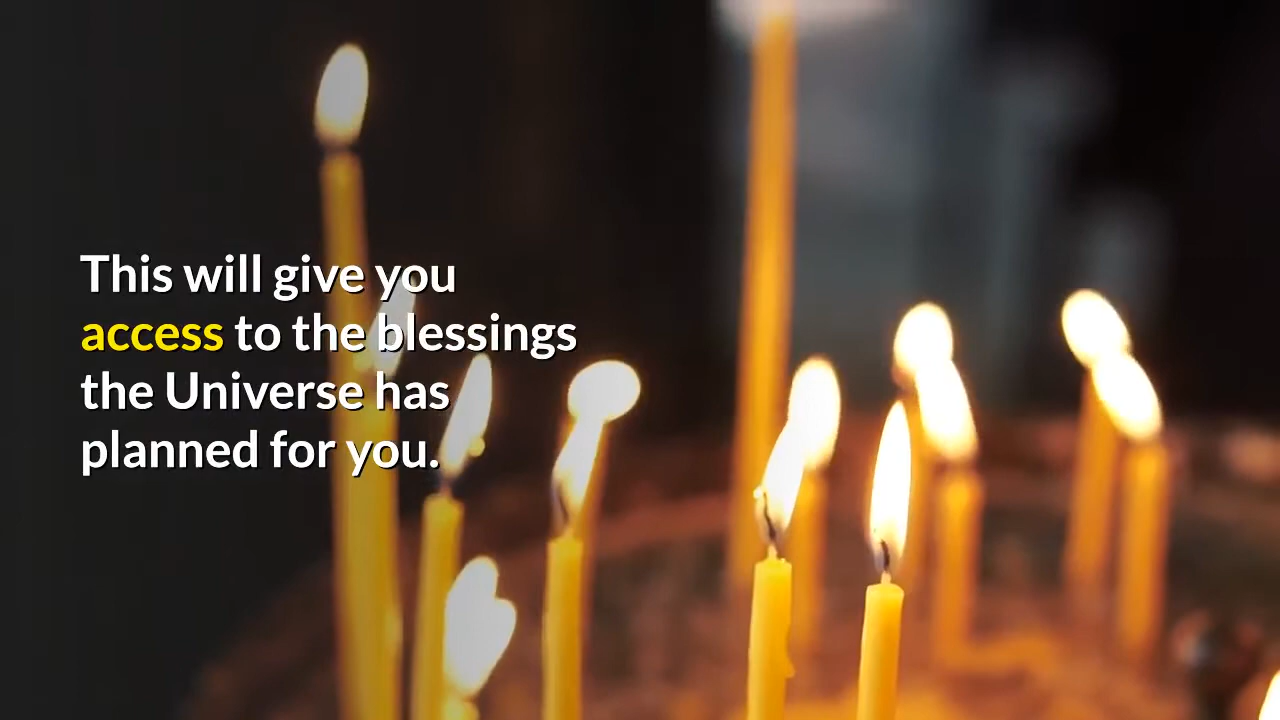 This will give you
access to the blessings
the Universe has
planned for you.